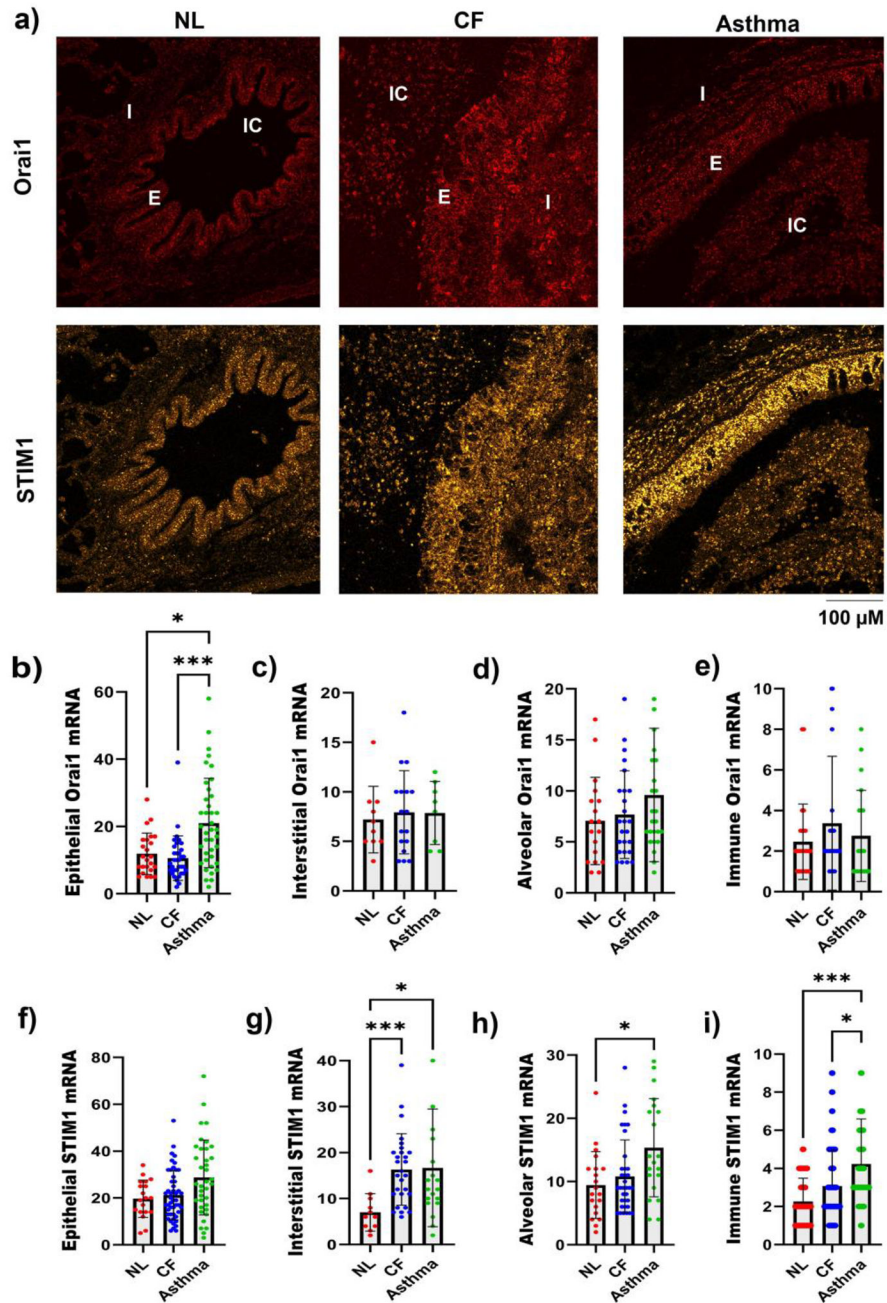 a)
NL
CF
Asthma
Orai1
I
IC
E
IC
E
I
I
E
IC
STIM1
100 µM
b)
*
***
Epithelial Orai1 mRNA
60
40
20
0
NL
CF
Asthma
c)
Interstitial Orai1 mRNA
20
15
10
5
0
NL
CF
Asthma
d)
Alveolar Orai1 mRNA
20
15
10
5
0
NL
CF
Asthma
e)
Immune Orai1 mRNA
10
8
6
4
2
0
NL
CF
Asthma
f)
Epithelial STIM1 mRNA
80
60
40
20
0
NL
CF
Asthma
g)
*
***
Interstitial STIM1 mRNA
40
30
20
10
0
NL
CF
Asthma
h)
*
Alveolar STIM1 mRNA
30
20
10
0
NL
CF
Asthma
i)
***
*
Immune STIM1 mRNA
10
8
6
4
2
0
NL
CF
Asthma